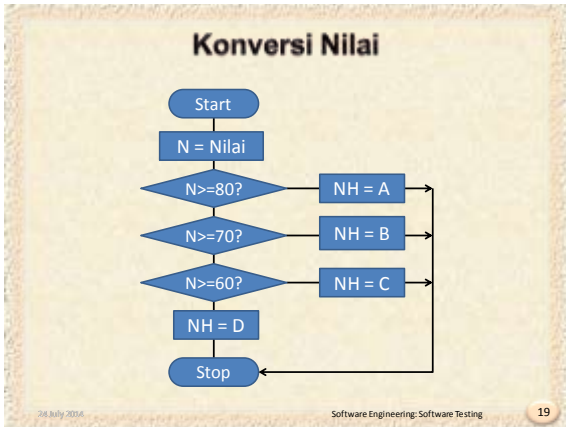 Konversi Nilai
Start
N = Nilai
N>=80?
NH = A
N>=70?
NH = B
N>=60?
NH = C
NH = D
Stop
24 July 2014
Software Engineering: Software Testing
19